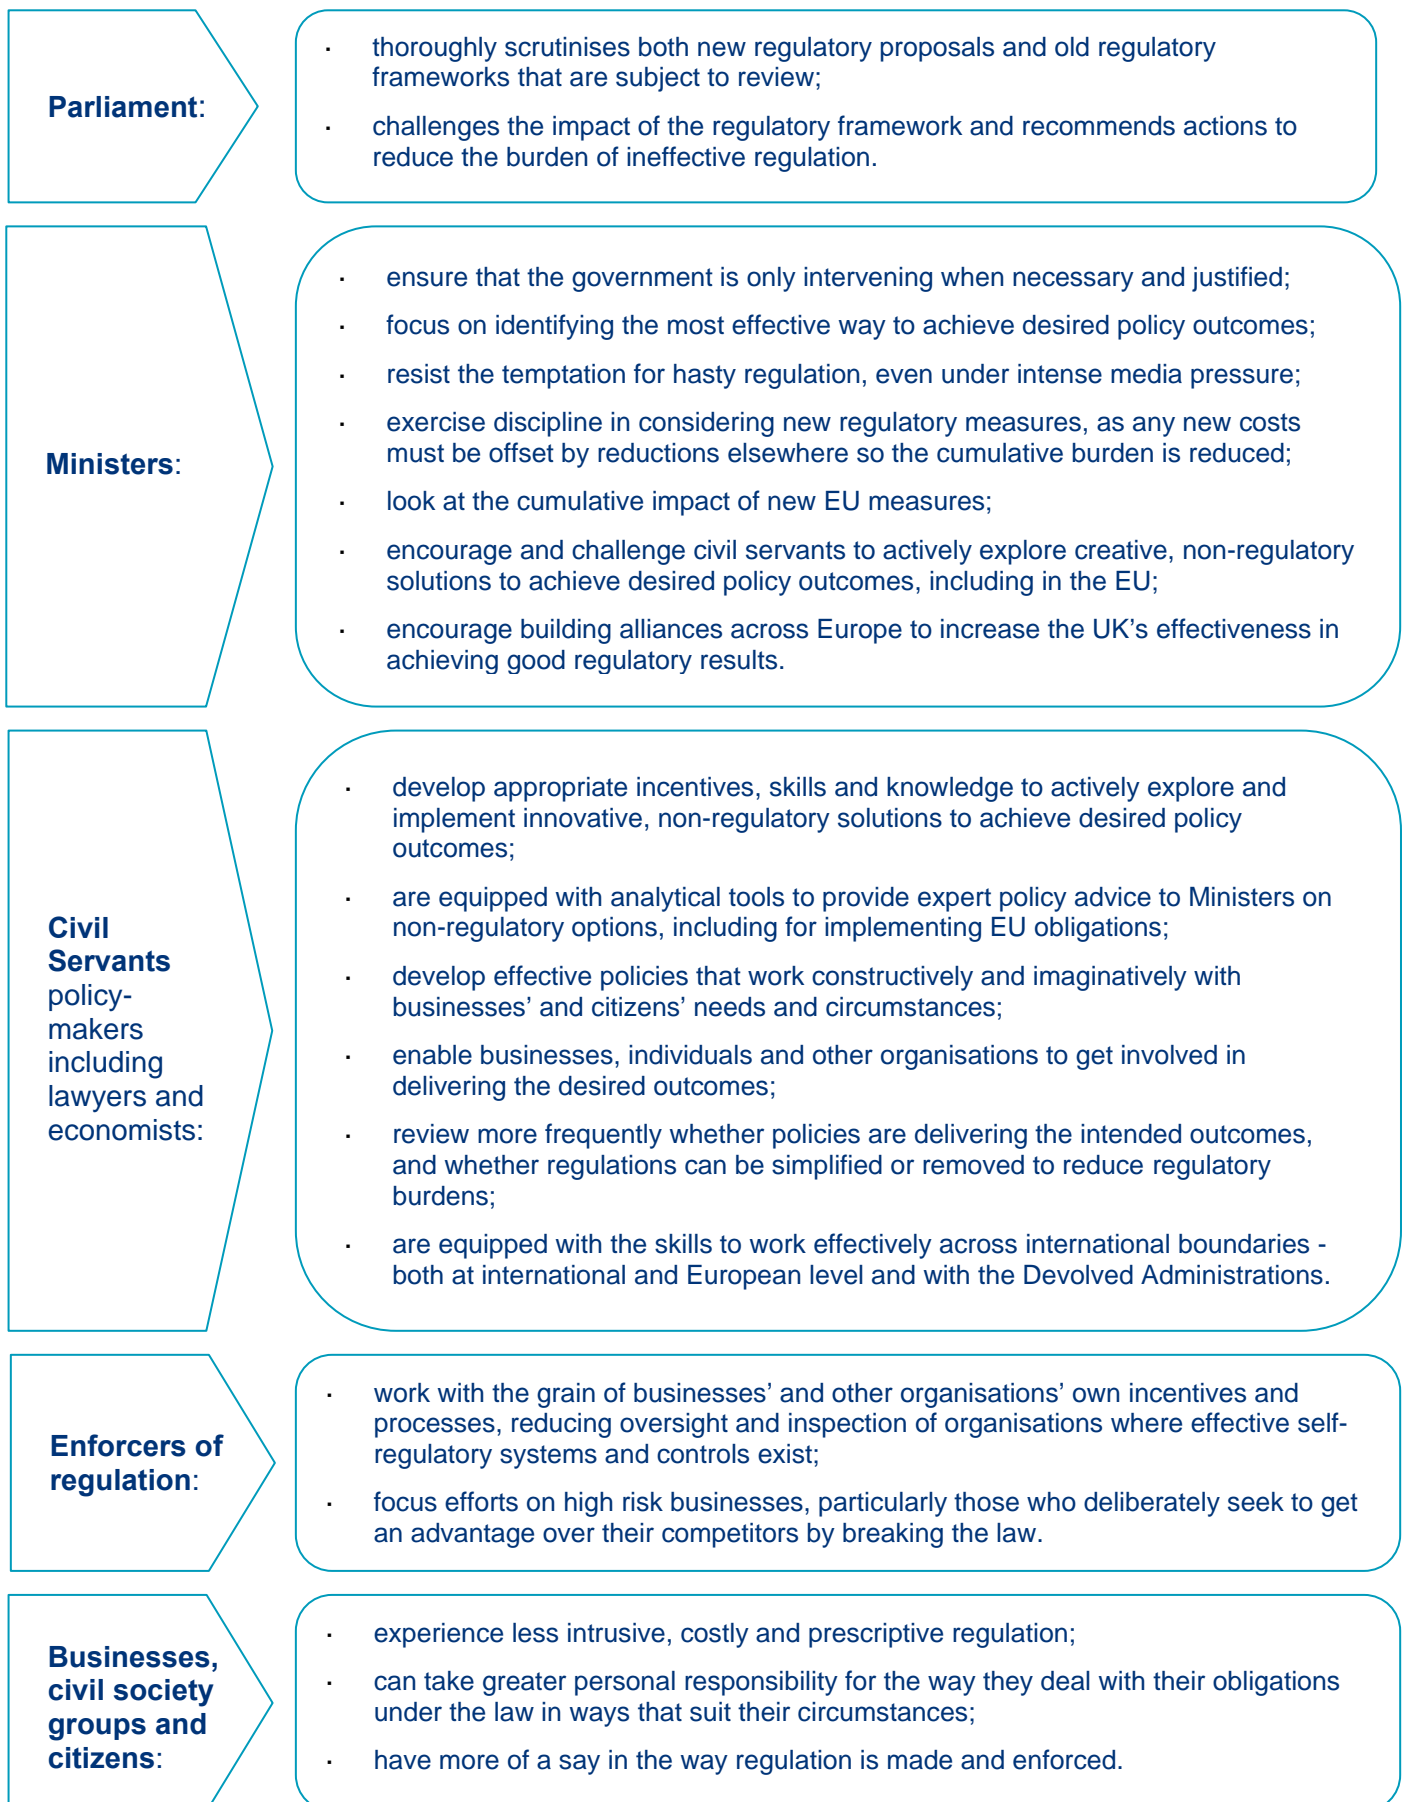 Parliament:
· thoroughly scrutinises both new regulatory proposals and old regulatory
frameworks that are subject to review;
· challenges the impact of the regulatory framework and recommends actions to
reduce the burden of ineffective regulation.
Ministers:
· ensure that the government is only intervening when necessary and justified;
· focus on identifying the most effective way to achieve desired policy outcomes;
· resist the temptation for hasty regulation, even under intense media pressure;
· exercise discipline in considering new regulatory measures, as any new costs
must be offset by reductions elsewhere so the cumulative burden is reduced;
· look at the cumulative impact of new EU measures;
· encourage and challenge civil servants to actively explore creative, non-regulatory
solutions to achieve desired policy outcomes, including in the EU;
· encourage building alliances across Europe to increase the UK’s effectiveness in
achieving good regulatory results.
Civil
Servants
policy-
makers
including
lawyers and
economists:
· develop appropriate incentives, skills and knowledge to actively explore and
implement innovative, non-regulatory solutions to achieve desired policy
outcomes;
· are equipped with analytical tools to provide expert policy advice to Ministers on
non-regulatory options, including for implementing EU obligations;
· develop effective policies that work constructively and imaginatively with
businesses’ and citizens’ needs and circumstances;
· enable businesses, individuals and other organisations to get involved in
delivering the desired outcomes;
· review more frequently whether policies are delivering the intended outcomes,
and whether regulations can be simplified or removed to reduce regulatory
burdens;
· are equipped with the skills to work effectively across international boundaries -
both at international and European level and with the Devolved Administrations.
Enforcers of
regulation:
· work with the grain of businesses’ and other organisations’ own incentives and
processes, reducing oversight and inspection of organisations where effective self-
regulatory systems and controls exist;
· focus efforts on high risk businesses, particularly those who deliberately seek to get
an advantage over their competitors by breaking the law.
Businesses,
civil society
groups and
citizens:
· experience less intrusive, costly and prescriptive regulation;
· can take greater personal responsibility for the way they deal with their obligations
under the law in ways that suit their circumstances;
· have more of a say in the way regulation is made and enforced.